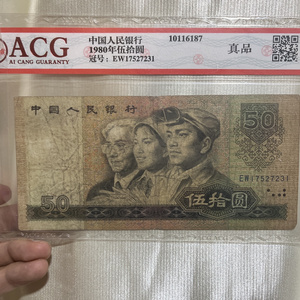 ACG
AI CANG GUARANTY
中国人民银行
1980年伍拾圆
冠号: EW17527231
10116187
真品
中国人民银行
50
EW17527231
50
伍拾圆